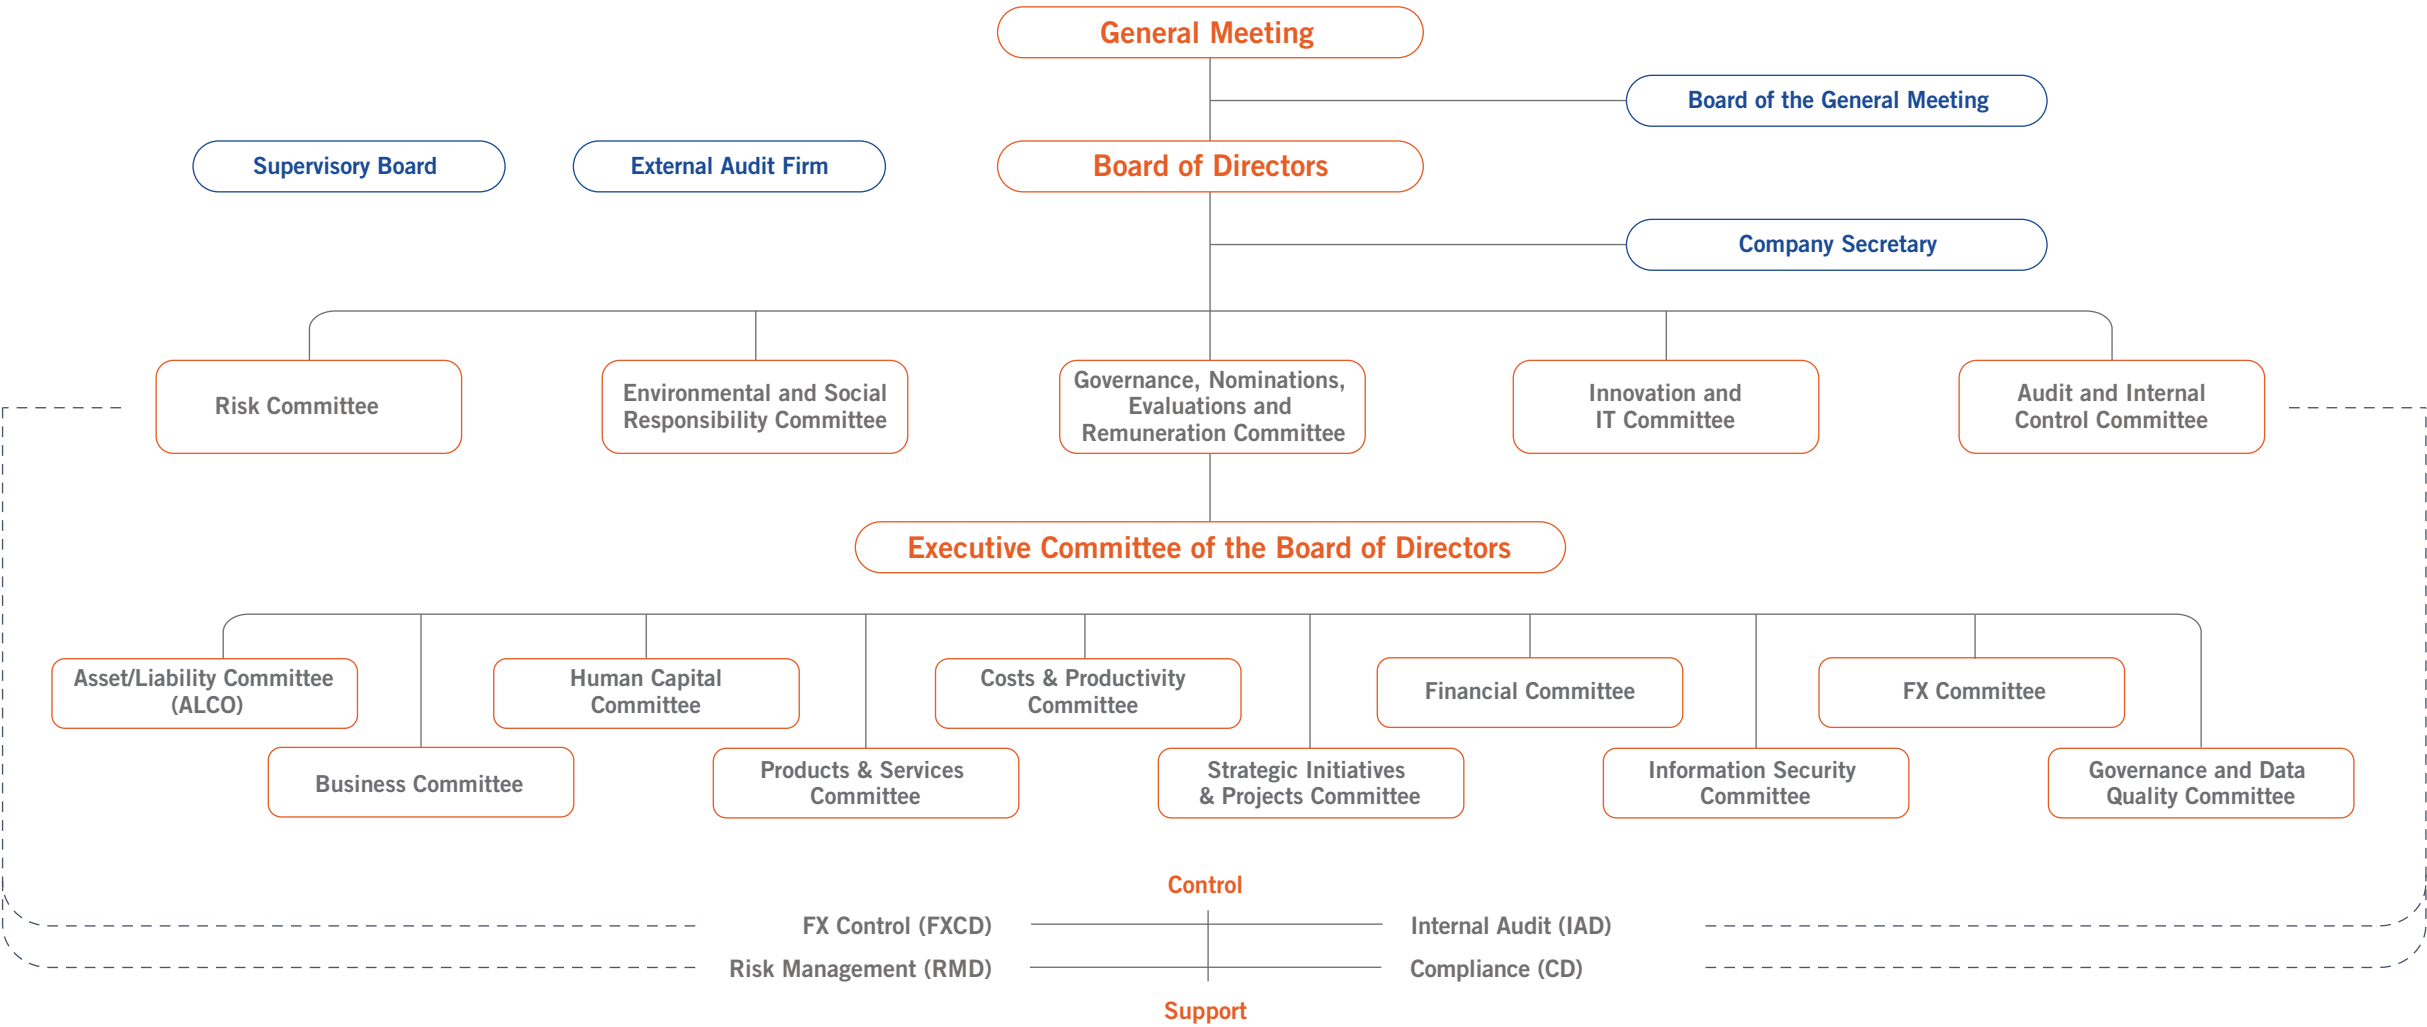 General Meeting
Board of the General Meeting
Supervisory Board
External Audit Firm
Board of Directors
Company Secretary
Risk Committee
Environmental and Social
Responsibility Committee
Governance, Nominations,
Evaluations and
Remuneration Committee
Innovation and
IT Committee
Audit and Internal
Control Committee
Executive Committee of the Board of Directors
Asset/Liability Committee
(ALCO)
Human Capital
Committee
Costs & Productivity
Committee
Financial Committee
FX Committee
Business Committee
Products & Services
Committee
Strategic Initiatives
& Projects Committee
Information Security
Committee
Governance and Data
Quality Committee
Control
FX Control (FXCD)
Internal Audit (IAD)
Risk Management (RMD)
Compliance (CD)
Support